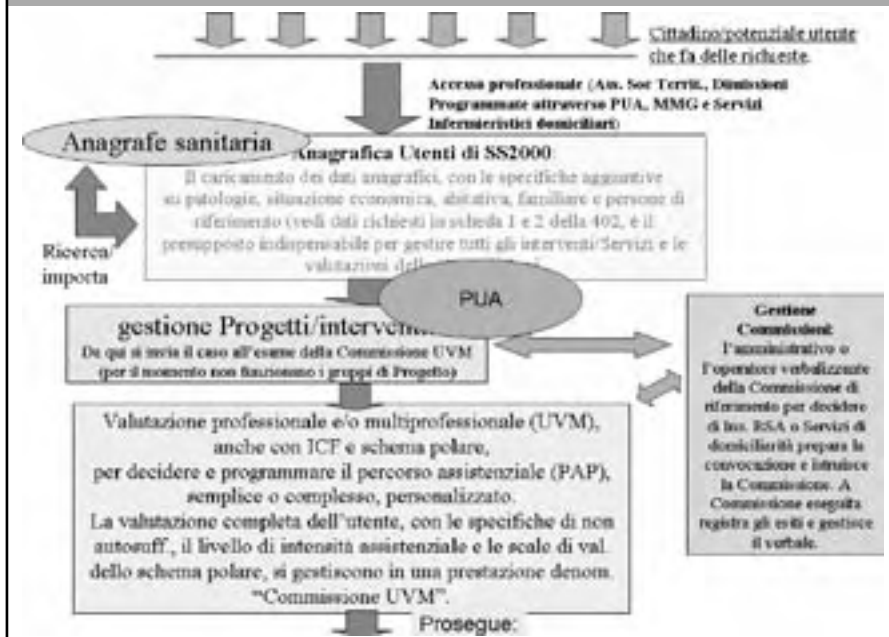 Cittadino/potenziale utente
che fa delle richieste.
Accesso professionale (Ass. Soc Territ., Dimissioni
Programmate attraverso PUA, MMG e Servizi
Infermieristici domiciliari)
Anagrafe sanitaria
Anagrafica Utenti di SS2000
Il caricamento dei dati anagrafici, con le specifiche aggiuntive
su patologie, situazione economica, abitativa, familiare e persone di
riferimento (vedi dati richiesti in scheda 1 e 2 della 402, è il
presupposto indispensabile per gestire tutti gli interventi/Servizi e le
valutazioni
Ricerca/
importa
PUA
gestione Progetti/interventi
Da qui si invia il caso all'esame della Commissione UVM
(per il momento non funzionano i gruppi di Progetto)
Gestione
Commissioni:
l'amministrativo o
l'operatore verbalizzante
della Commissione di
riferimento per decidere
di Ins. RSA o Servizi di
domiciliarità prepara la
convocazione e istruisce
la Commissione. A
Commissione eseguita
registra gli esiti e gestisce
il verbale.
Valutazione professionale e/o multiprofessionale (UVM),
anche con ICF e schema polare,
per decidere e programmare il percorso assistenziale (PAP),
semplice o complesso, personalizzato.
La valutazione completa dell'utente, con le specifiche di non
autosuff., il livello di intensità assistenziale e le scale di val.
dello schema polare, si gestiscono in una prestazione denom.
“Commissione UVM”.
Prosegue: